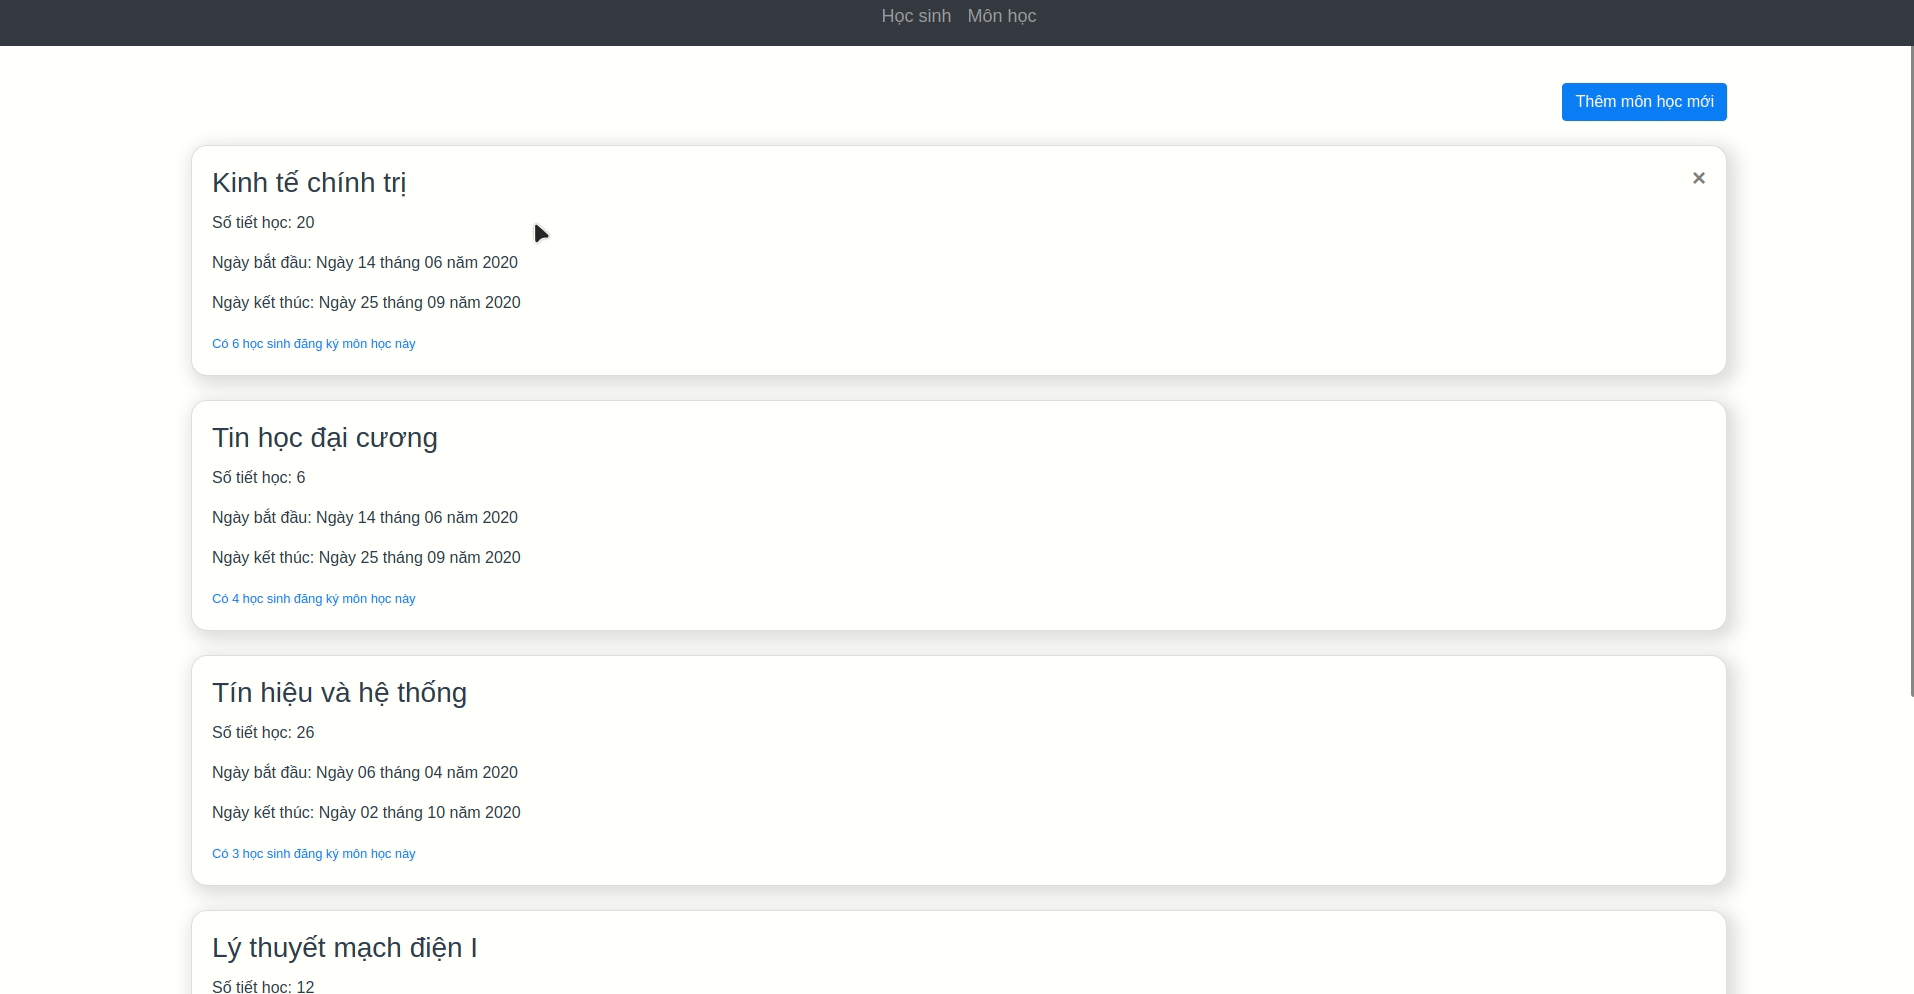 Học sinh Môn học
Thêm môn học mới
Kinh tế chính trị
×
Số tiết học: 20
Ngày bắt đầu: Ngày 14 tháng 06 năm 2020
Ngày kết thúc: Ngày 25 tháng 09 năm 2020
Có 6 học sinh đăng ký môn học này
Tin học đại cương
Số tiết học: 6
Ngày bắt đầu: Ngày 14 tháng 06 năm 2020
Ngày kết thúc: Ngày 25 tháng 09 năm 2020
Có 4 học sinh đăng ký môn học này
Tín hiệu và hệ thống
Số tiết học: 26
Ngày bắt đầu: Ngày 06 tháng 04 năm 2020
Ngày kết thúc: Ngày 02 tháng 10 năm 2020
Có 3 học sinh đăng ký môn học này
Lý thuyết mạch điện I
Số tiết học: 12